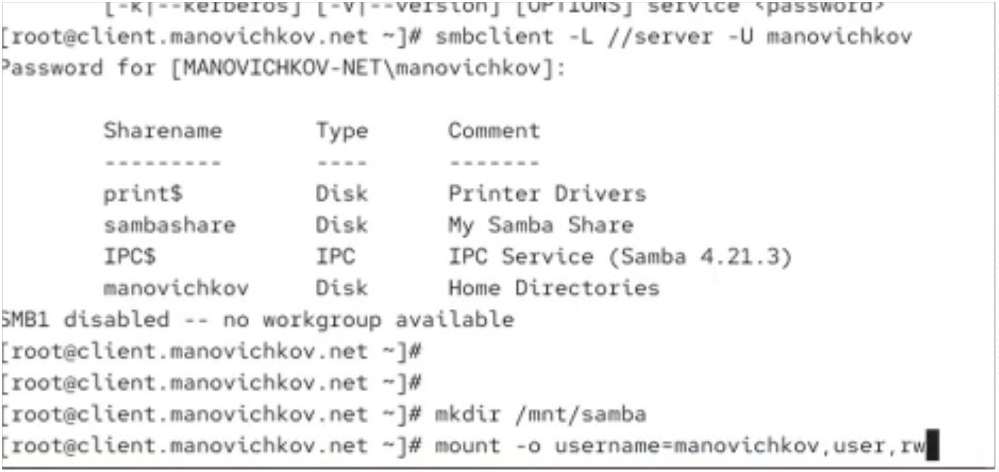 [-k|--kerberos] [-V|--version] [OPTIONS] service <password>
[root@client.manovichkov.net ~]# smbclient -L //server -U manovichkov
Password for [MANOVICHKOV-NET\manovichkov]:
Sharename Type Comment
--------- ---- -------
print$ Disk Printer Drivers
sambashare Disk My Samba Share
IPC$ IPC IPC Service (Samba 4.21.3)
manovichkov Disk Home Directories
SMB1 disabled -- no workgroup available
[root@client.manovichkov.net ~]#
[root@client.manovichkov.net ~]#
[root@client.manovichkov.net ~]# mkdir /mnt/samba
[root@client.manovichkov.net ~]# mount -o username=manovichkov,user,rw